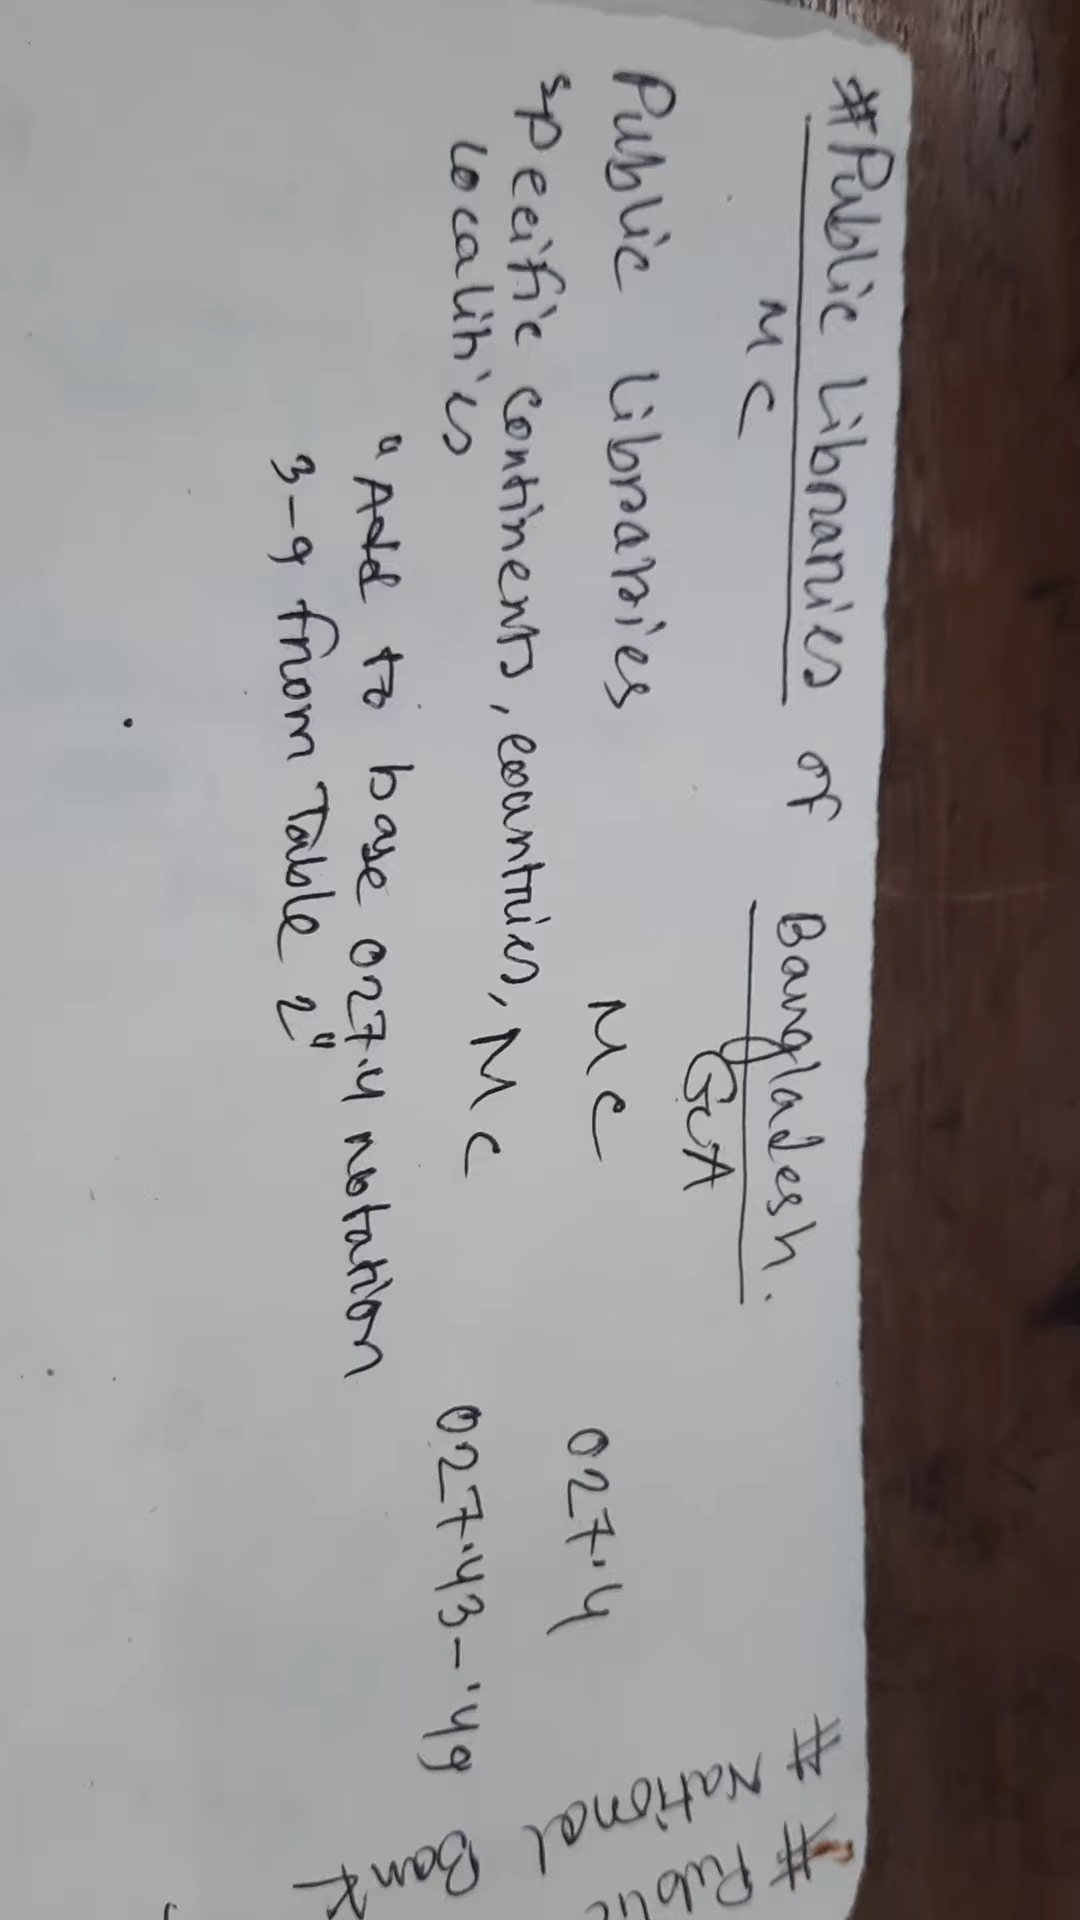 #Public Libraries of Bangladesh.
MC GA
Public Libraries MC 027.4
specific continents, countries, MC 027.43-.49
localities
"Add to base 027.4 notation
3-9 from Table 2"
# National Bank
# Public